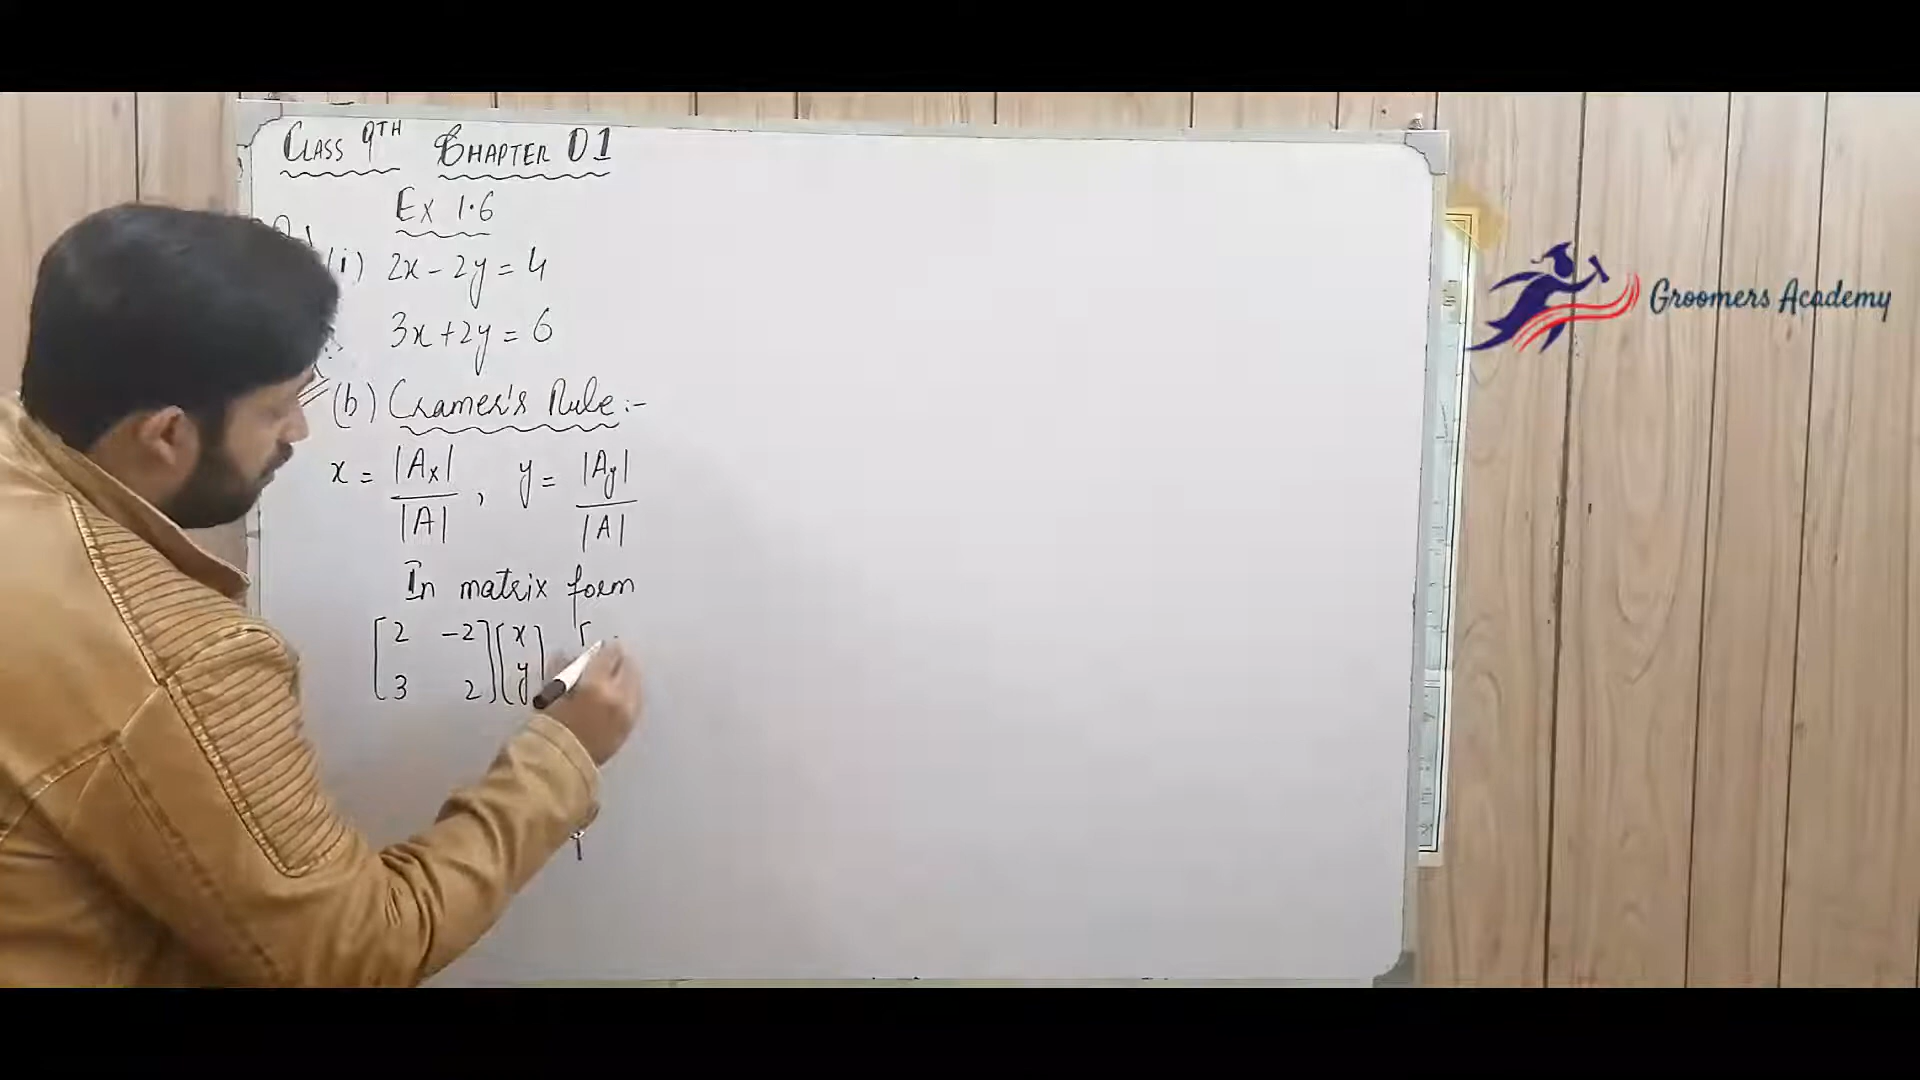 CLASS 9TH CHAPTER 01
Ex 1.6
(i) 2x - 2y = 4
3x + 2y = 6
(b) Cramer's Rule :-
x = |Ax| / |A| , y = |Ay| / |A|
In matrix form
[2 -2] [x] [
[3 2] [y]
Groomers Academy